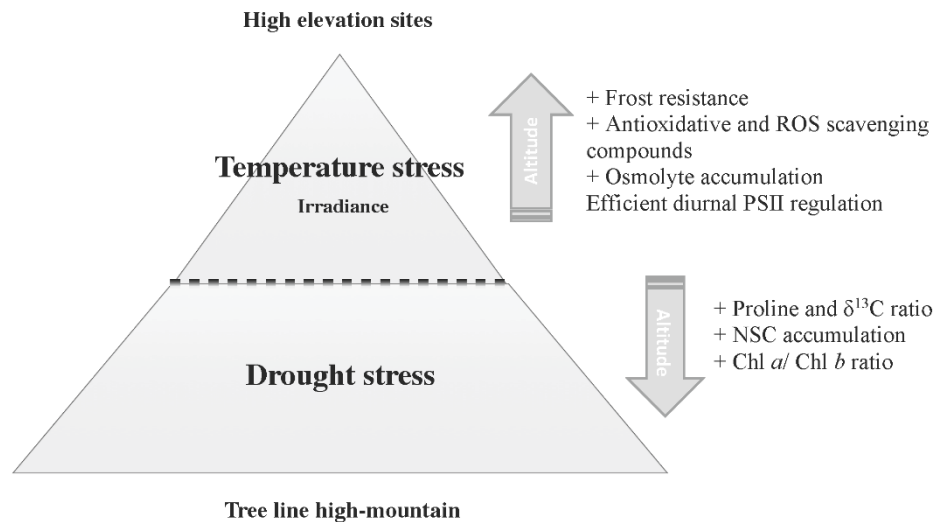 High elevation sites
Temperature stress
Irradiance
Altitude
+ Frost resistance
+ Antioxidative and ROS scavenging
compounds
+ Osmolyte accumulation
Efficient diurnal PSII regulation
Drought stress
Altitude
+ Proline and δ¹³C ratio
+ NSC accumulation
+ Chl a/ Chl b ratio
Tree line high-mountain